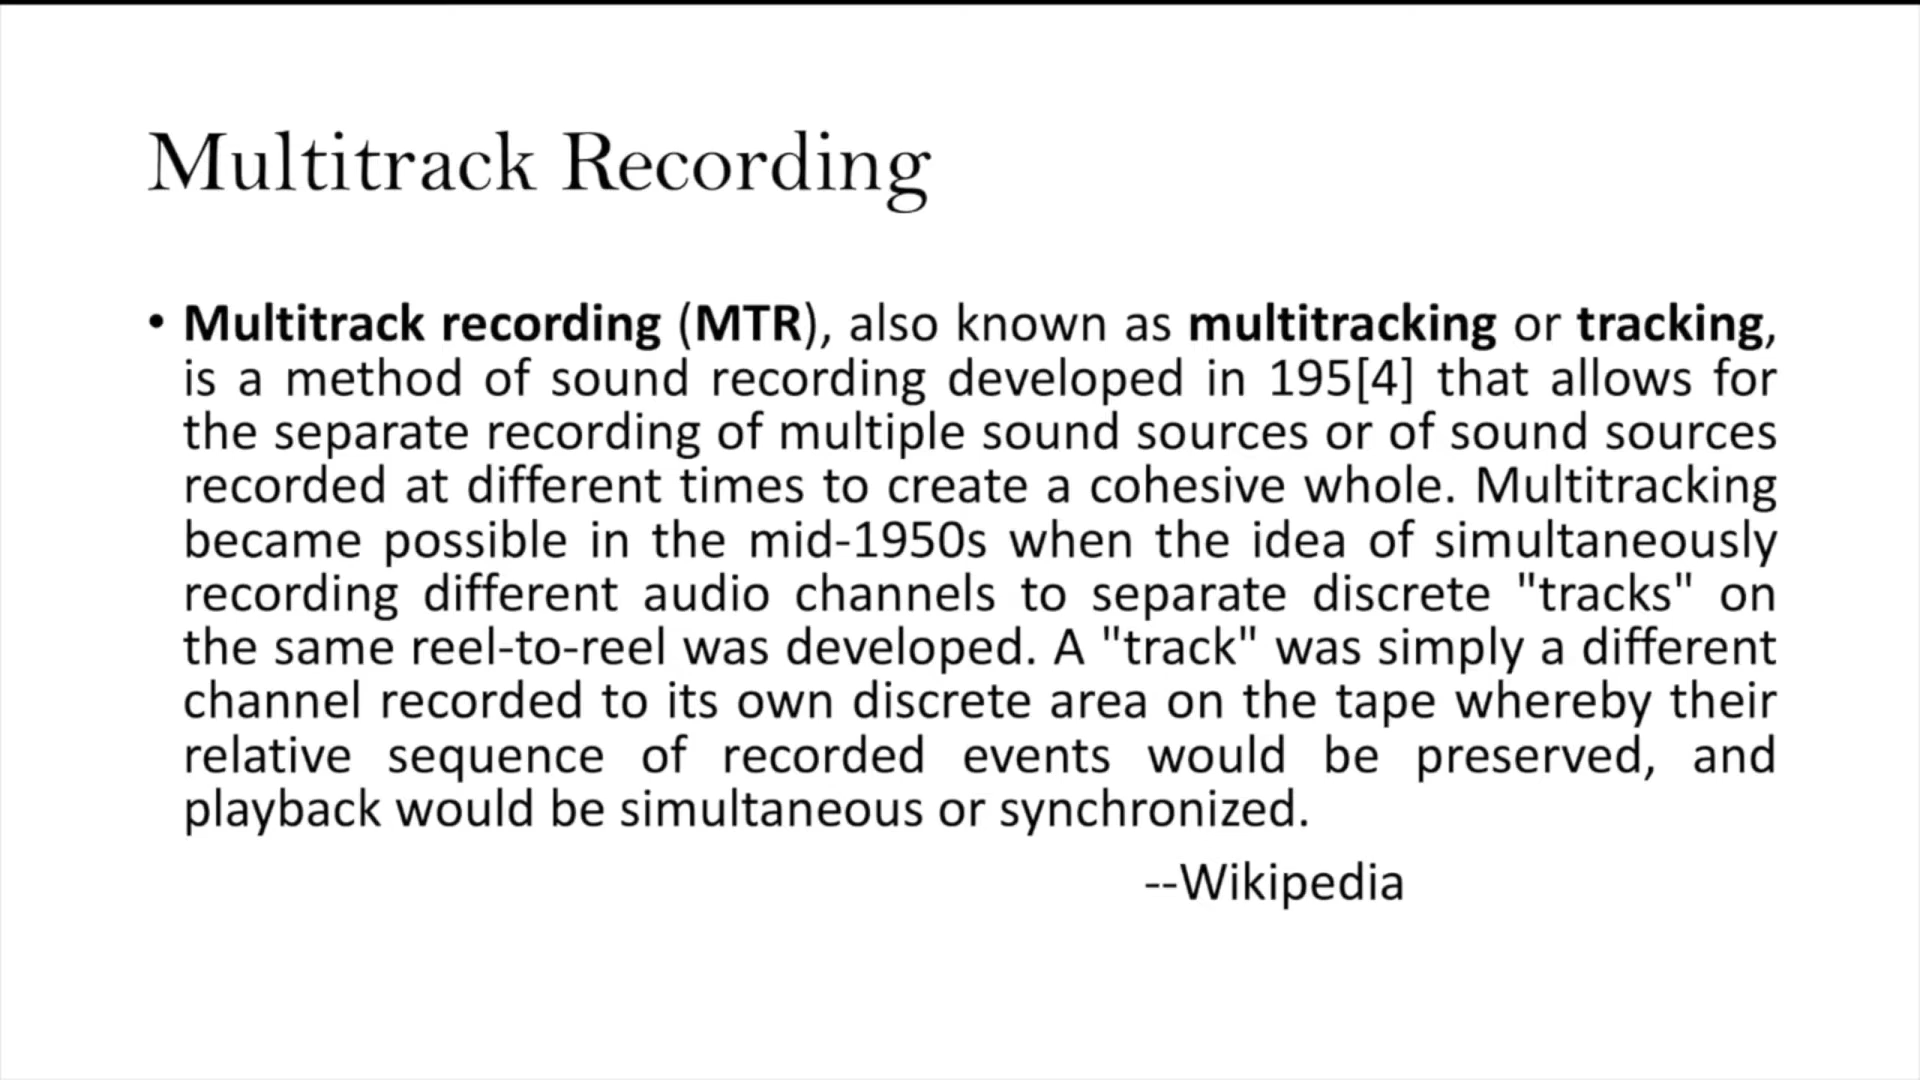 Multitrack Recording
• Multitrack recording (MTR), also known as multitracking or tracking,
is a method of sound recording developed in 195[4] that allows for
the separate recording of multiple sound sources or of sound sources
recorded at different times to create a cohesive whole. Multitracking
became possible in the mid-1950s when the idea of simultaneously
recording different audio channels to separate discrete "tracks" on
the same reel-to-reel was developed. A "track" was simply a different
channel recorded to its own discrete area on the tape whereby their
relative sequence of recorded events would be preserved, and
playback would be simultaneous or synchronized.
--Wikipedia